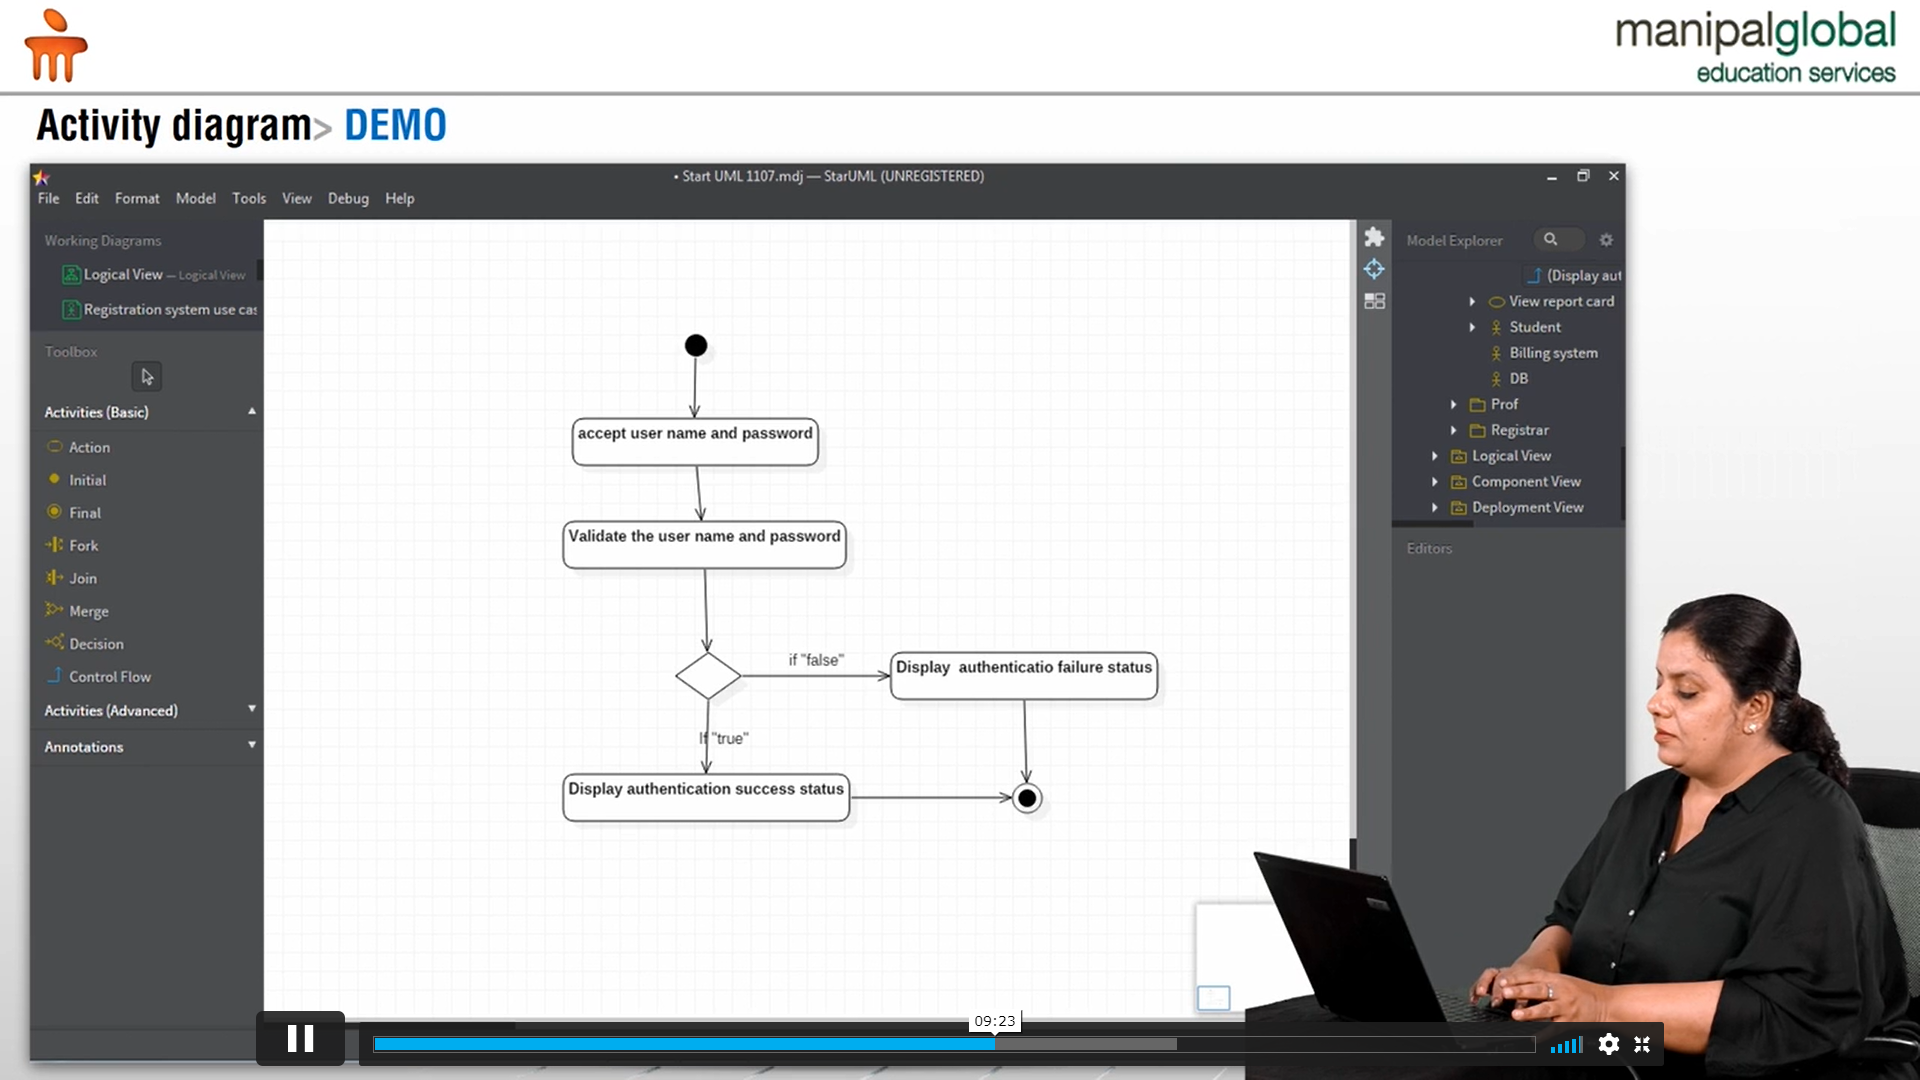 manipalglobal
education services
Activity diagram> DEMO
• Start UML 1107.mdj — StarUML (UNREGISTERED)
File Edit Format Model Tools View Debug Help
Working Diagrams
Logical View — Logical View
Registration system use cas
Toolbox
Activities (Basic)
Action
Initial
Final
Fork
Join
Merge
Decision
Control Flow
Activities (Advanced)
Annotations
accept user name and password
Validate the user name and password
if "false"
Display authenticatio failure status
If "true"
Display authentication success status
Model Explorer
(Display aut
View report card
Student
Billing system
DB
Prof
Registrar
Logical View
Component View
Deployment View
Editors
09:23